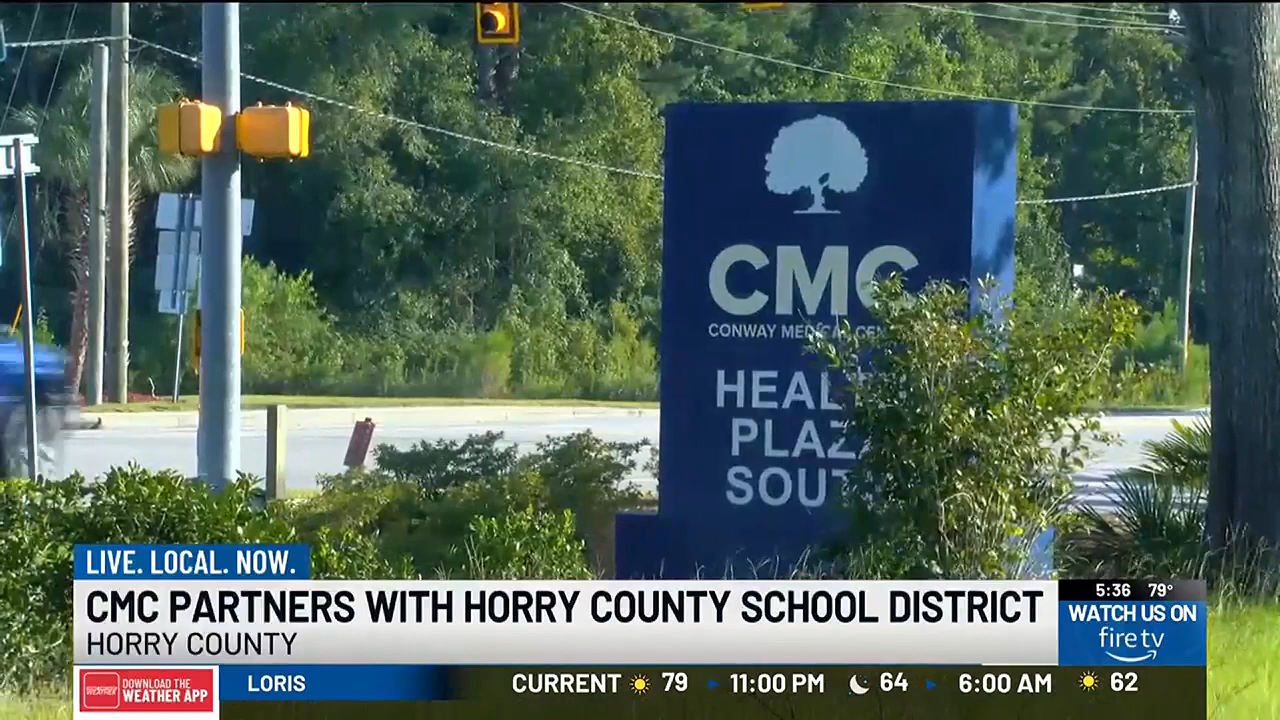 CMC
CONWAY MEDICAL CEN
HEAL
PLAZ
SOUT
LIVE. LOCAL. NOW.
CMC PARTNERS WITH HORRY COUNTY SCHOOL DISTRICT
HORRY COUNTY
5:36 79°
WATCH US ON
fire tv
DOWNLOAD THE
WEATHER APP
LORIS
CURRENT 79 11:00 PM 64 6:00 AM 62